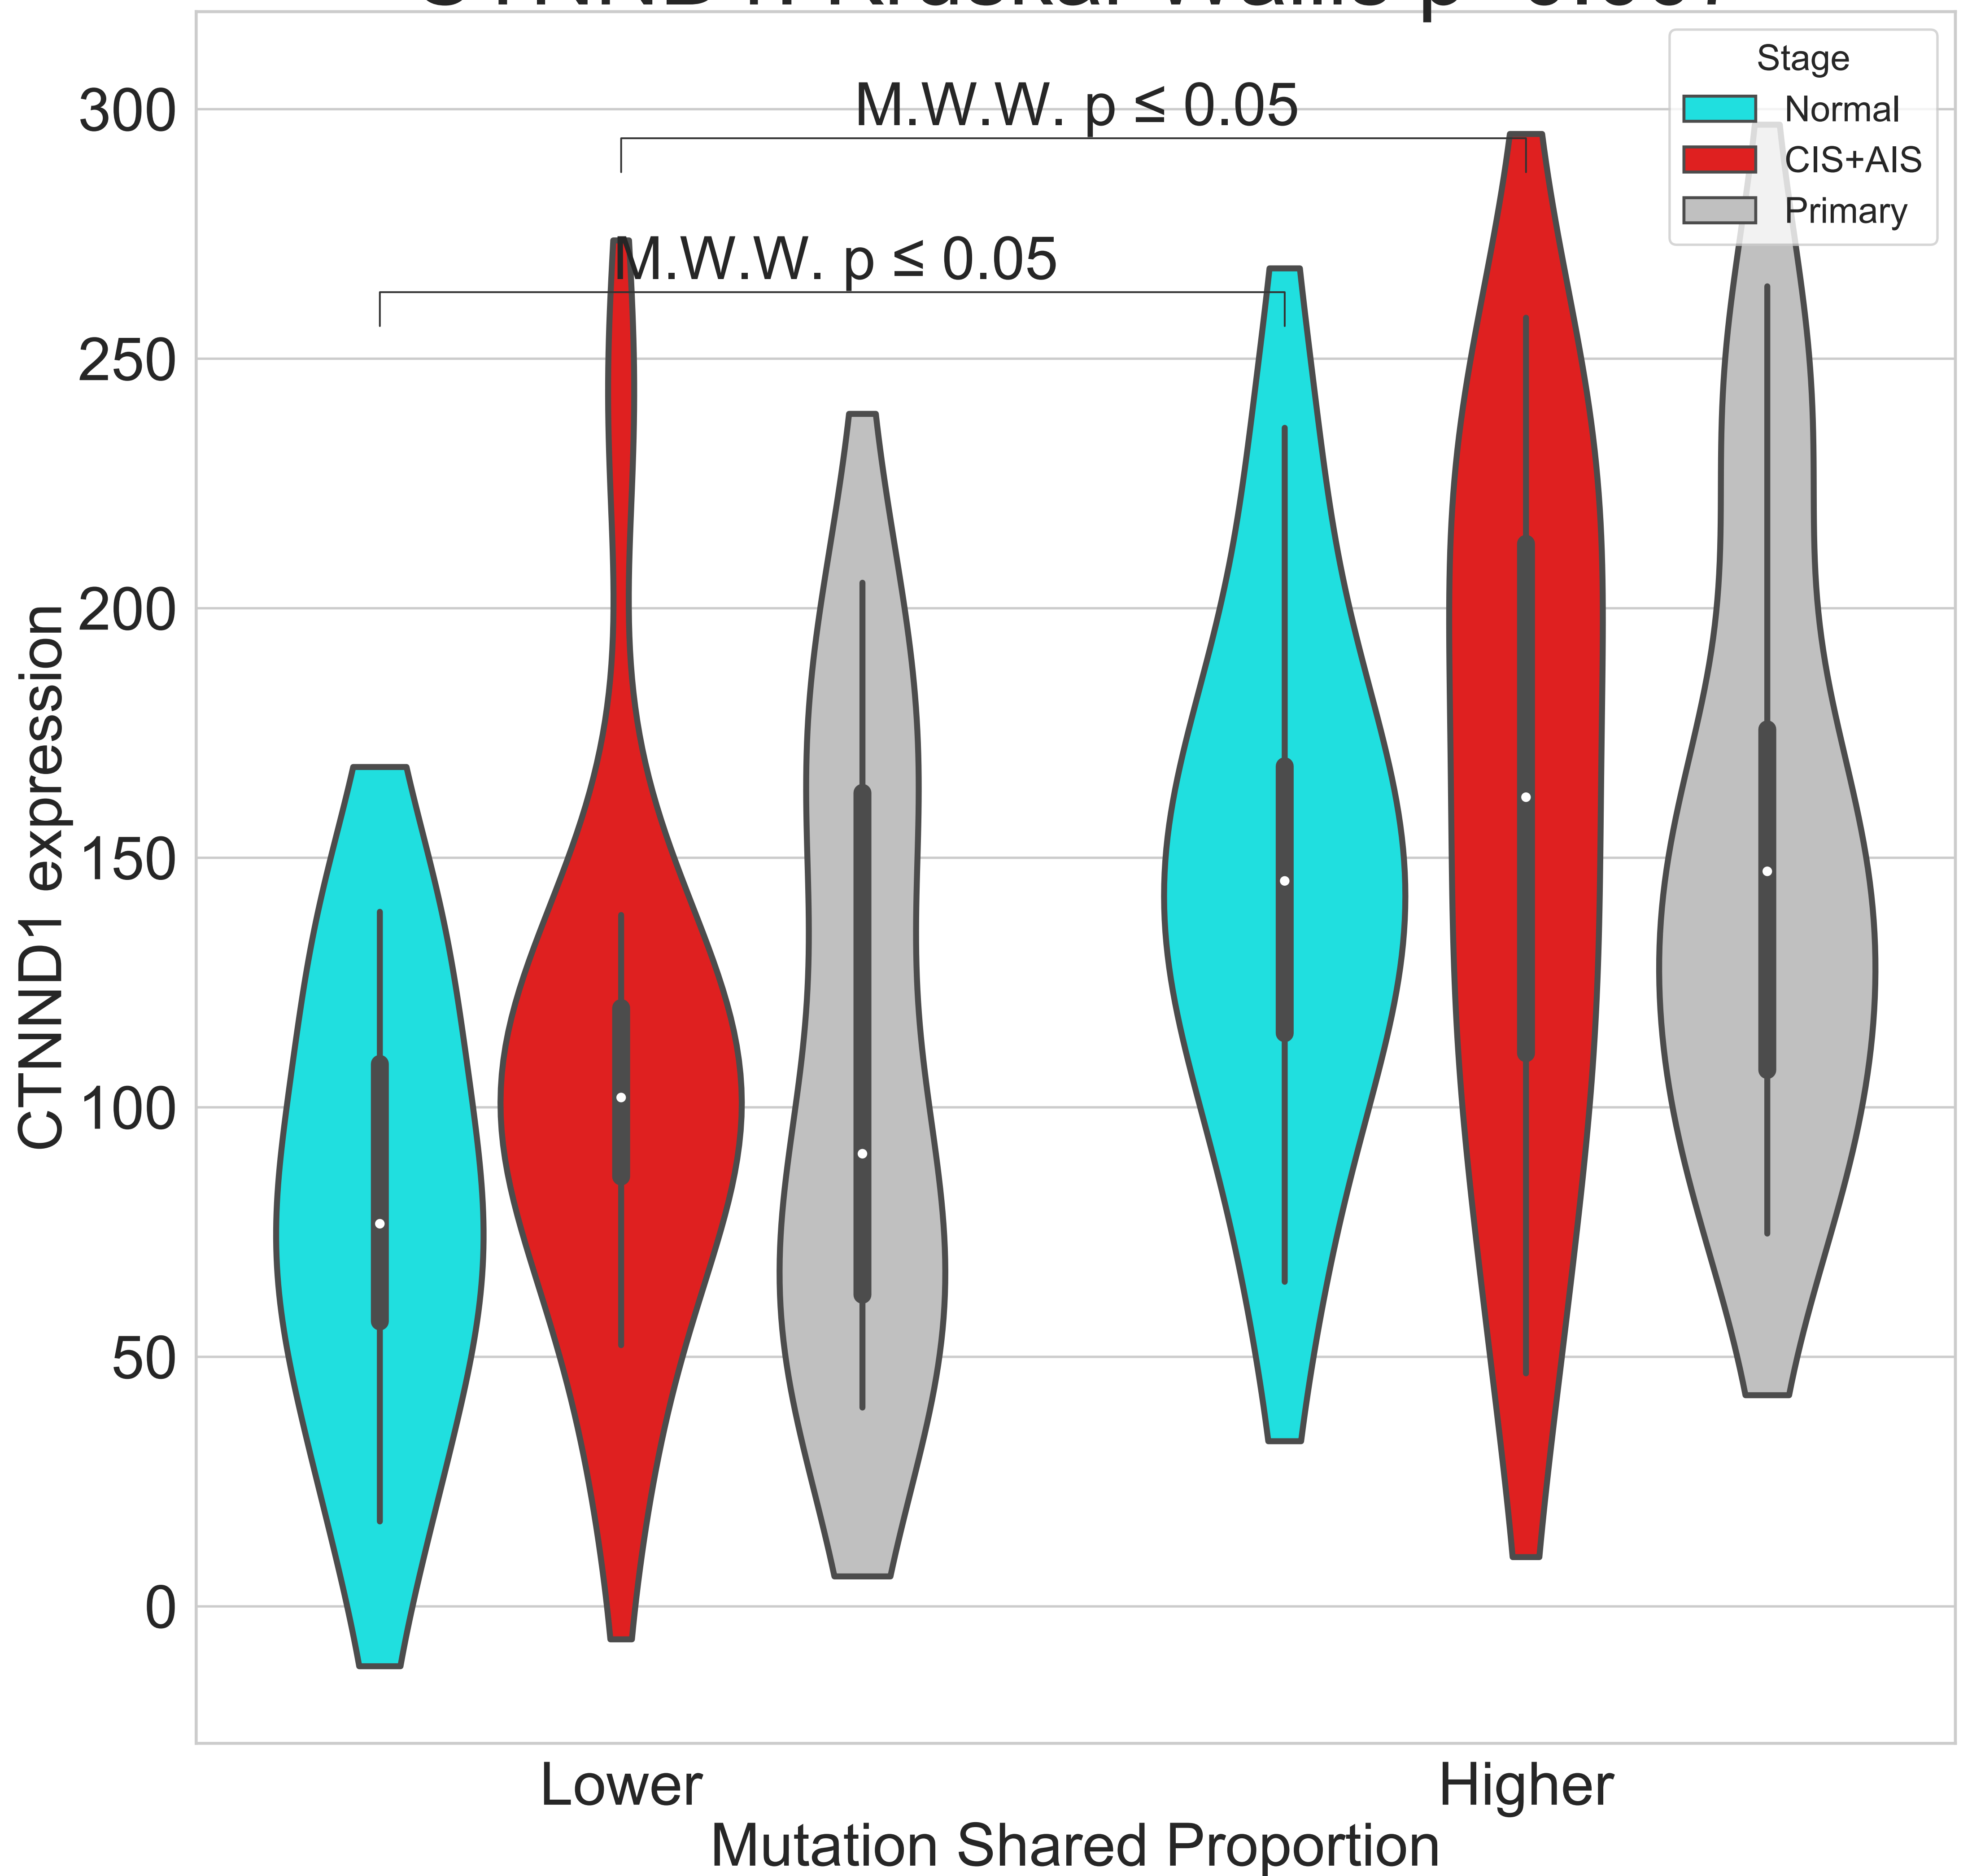 300
250
200
150
100
50
0
CTNND1 expression
M.W.W. p ≤ 0.05
M.W.W. p ≤ 0.05
Stage
Normal
CIS+AIS
Primary
Lower
Higher
Mutation Shared Proportion